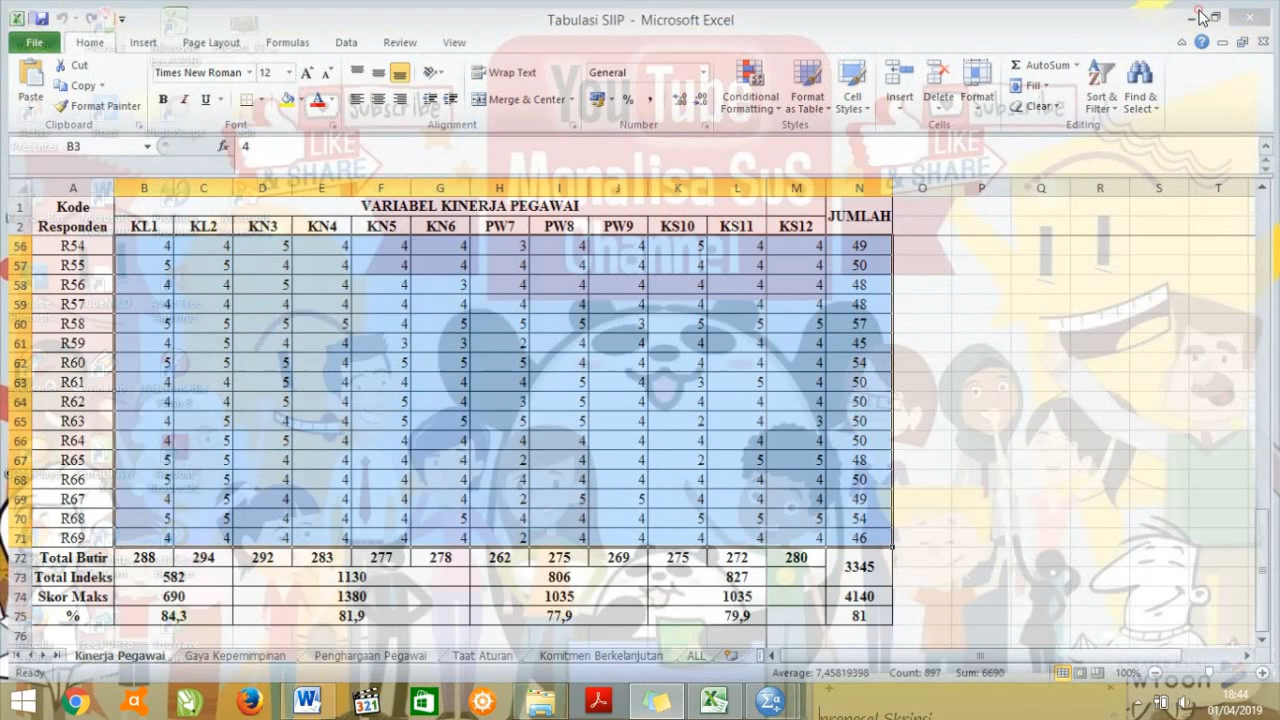 Tabulasi SIIP - Microsoft Excel
File Home Insert Page Layout Formulas Data Review View
Cut
Copy
Format Painter
Paste
Clipboard
Times New Roman 12
B I U
Font
Wrap Text
Merge & Center
Alignment
General
%
Number
Conditional Formatting
Format as Table
Cell Styles
Styles
Insert Delete Format
Cells
AutoSum
Fill
Clear
Sort & Filter
Find & Select
Editing
B3 fx 4
You Tube
Monalisa SuS
Channel
Subscribe
LIKE
& SHARE
Subscribe
LIKE
& SHARE
A B C D E F G H I J K L M N O P Q R S T
1 Kode Responden VARIABEL KINERJA PEGAWAI JUMLAH
2 KL1 KL2 KN3 KN4 KN5 KN6 PW7 PW8 PW9 KS10 KS11 KS12
56 R54 4 4 5 4 4 4 3 4 4 5 4 4 49
57 R55 5 5 4 4 4 4 4 4 4 4 4 4 50
58 R56 4 4 5 4 4 3 4 4 4 4 4 4 48
59 R57 4 4 4 4 4 4 4 4 4 4 4 4 48
60 R58 5 5 5 5 4 5 5 5 3 5 5 5 57
61 R59 4 5 4 4 3 3 2 4 4 4 4 4 45
62 R60 5 5 5 4 5 5 5 4 4 4 4 4 54
63 R61 4 4 5 4 4 4 4 5 4 3 5 4 50
64 R62 4 4 5 4 5 4 3 5 4 4 4 4 50
65 R63 4 5 4 4 5 5 5 5 4 2 4 3 50
66 R64 4 5 5 4 4 4 4 4 4 4 4 4 50
67 R65 5 5 4 4 4 4 2 4 4 2 5 5 48
68 R66 5 5 4 4 4 4 4 4 4 4 4 4 50
69 R67 4 5 4 4 4 4 2 5 5 4 4 4 49
70 R68 5 5 4 4 4 5 4 4 4 5 5 5 54
71 R69 4 4 4 4 4 4 2 4 4 4 4 4 46
72 Total Butir 288 294 292 283 277 278 262 275 269 275 272 280 3345
73 Total Indeks 582 1130 806 827
74 Skor Maks 690 1380 1035 1035 4140
75 % 84,3 81,9 77,9 79,9 81
76
Kinerja Pegawai Gaya Kepemimpinan Penghargaan Pegawai Taat Aturan Komitmen Berkelanjutan ALL
Ready Average: 7,45819398 Count: 897 Sum: 6690 100%
321
proposal Skripsi
18:44
01/04/2019